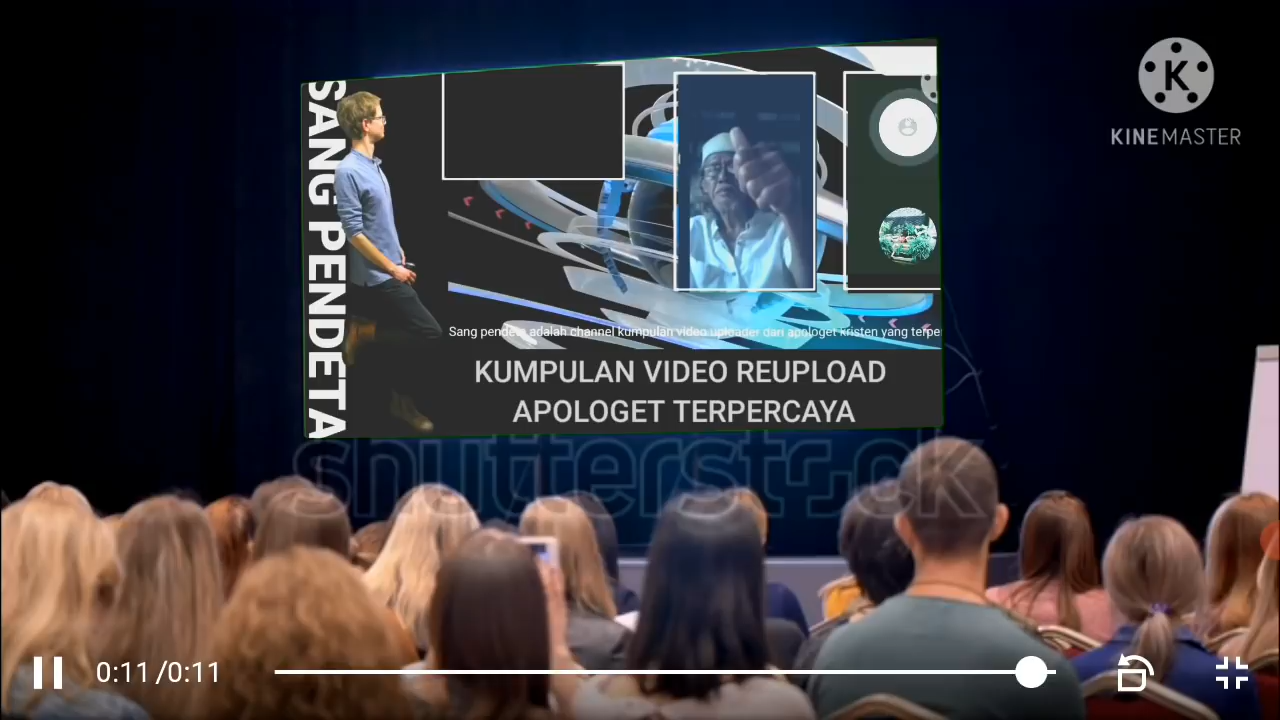 SANG PENDETA
K
KINEMASTER
Sang pendeta adalah channel kumpulan video uploader dari apologet kristen yang terpe
KUMPULAN VIDEO REUPLOAD
APOLOGET TERPERCAYA
shutterstock
0:11/0:11